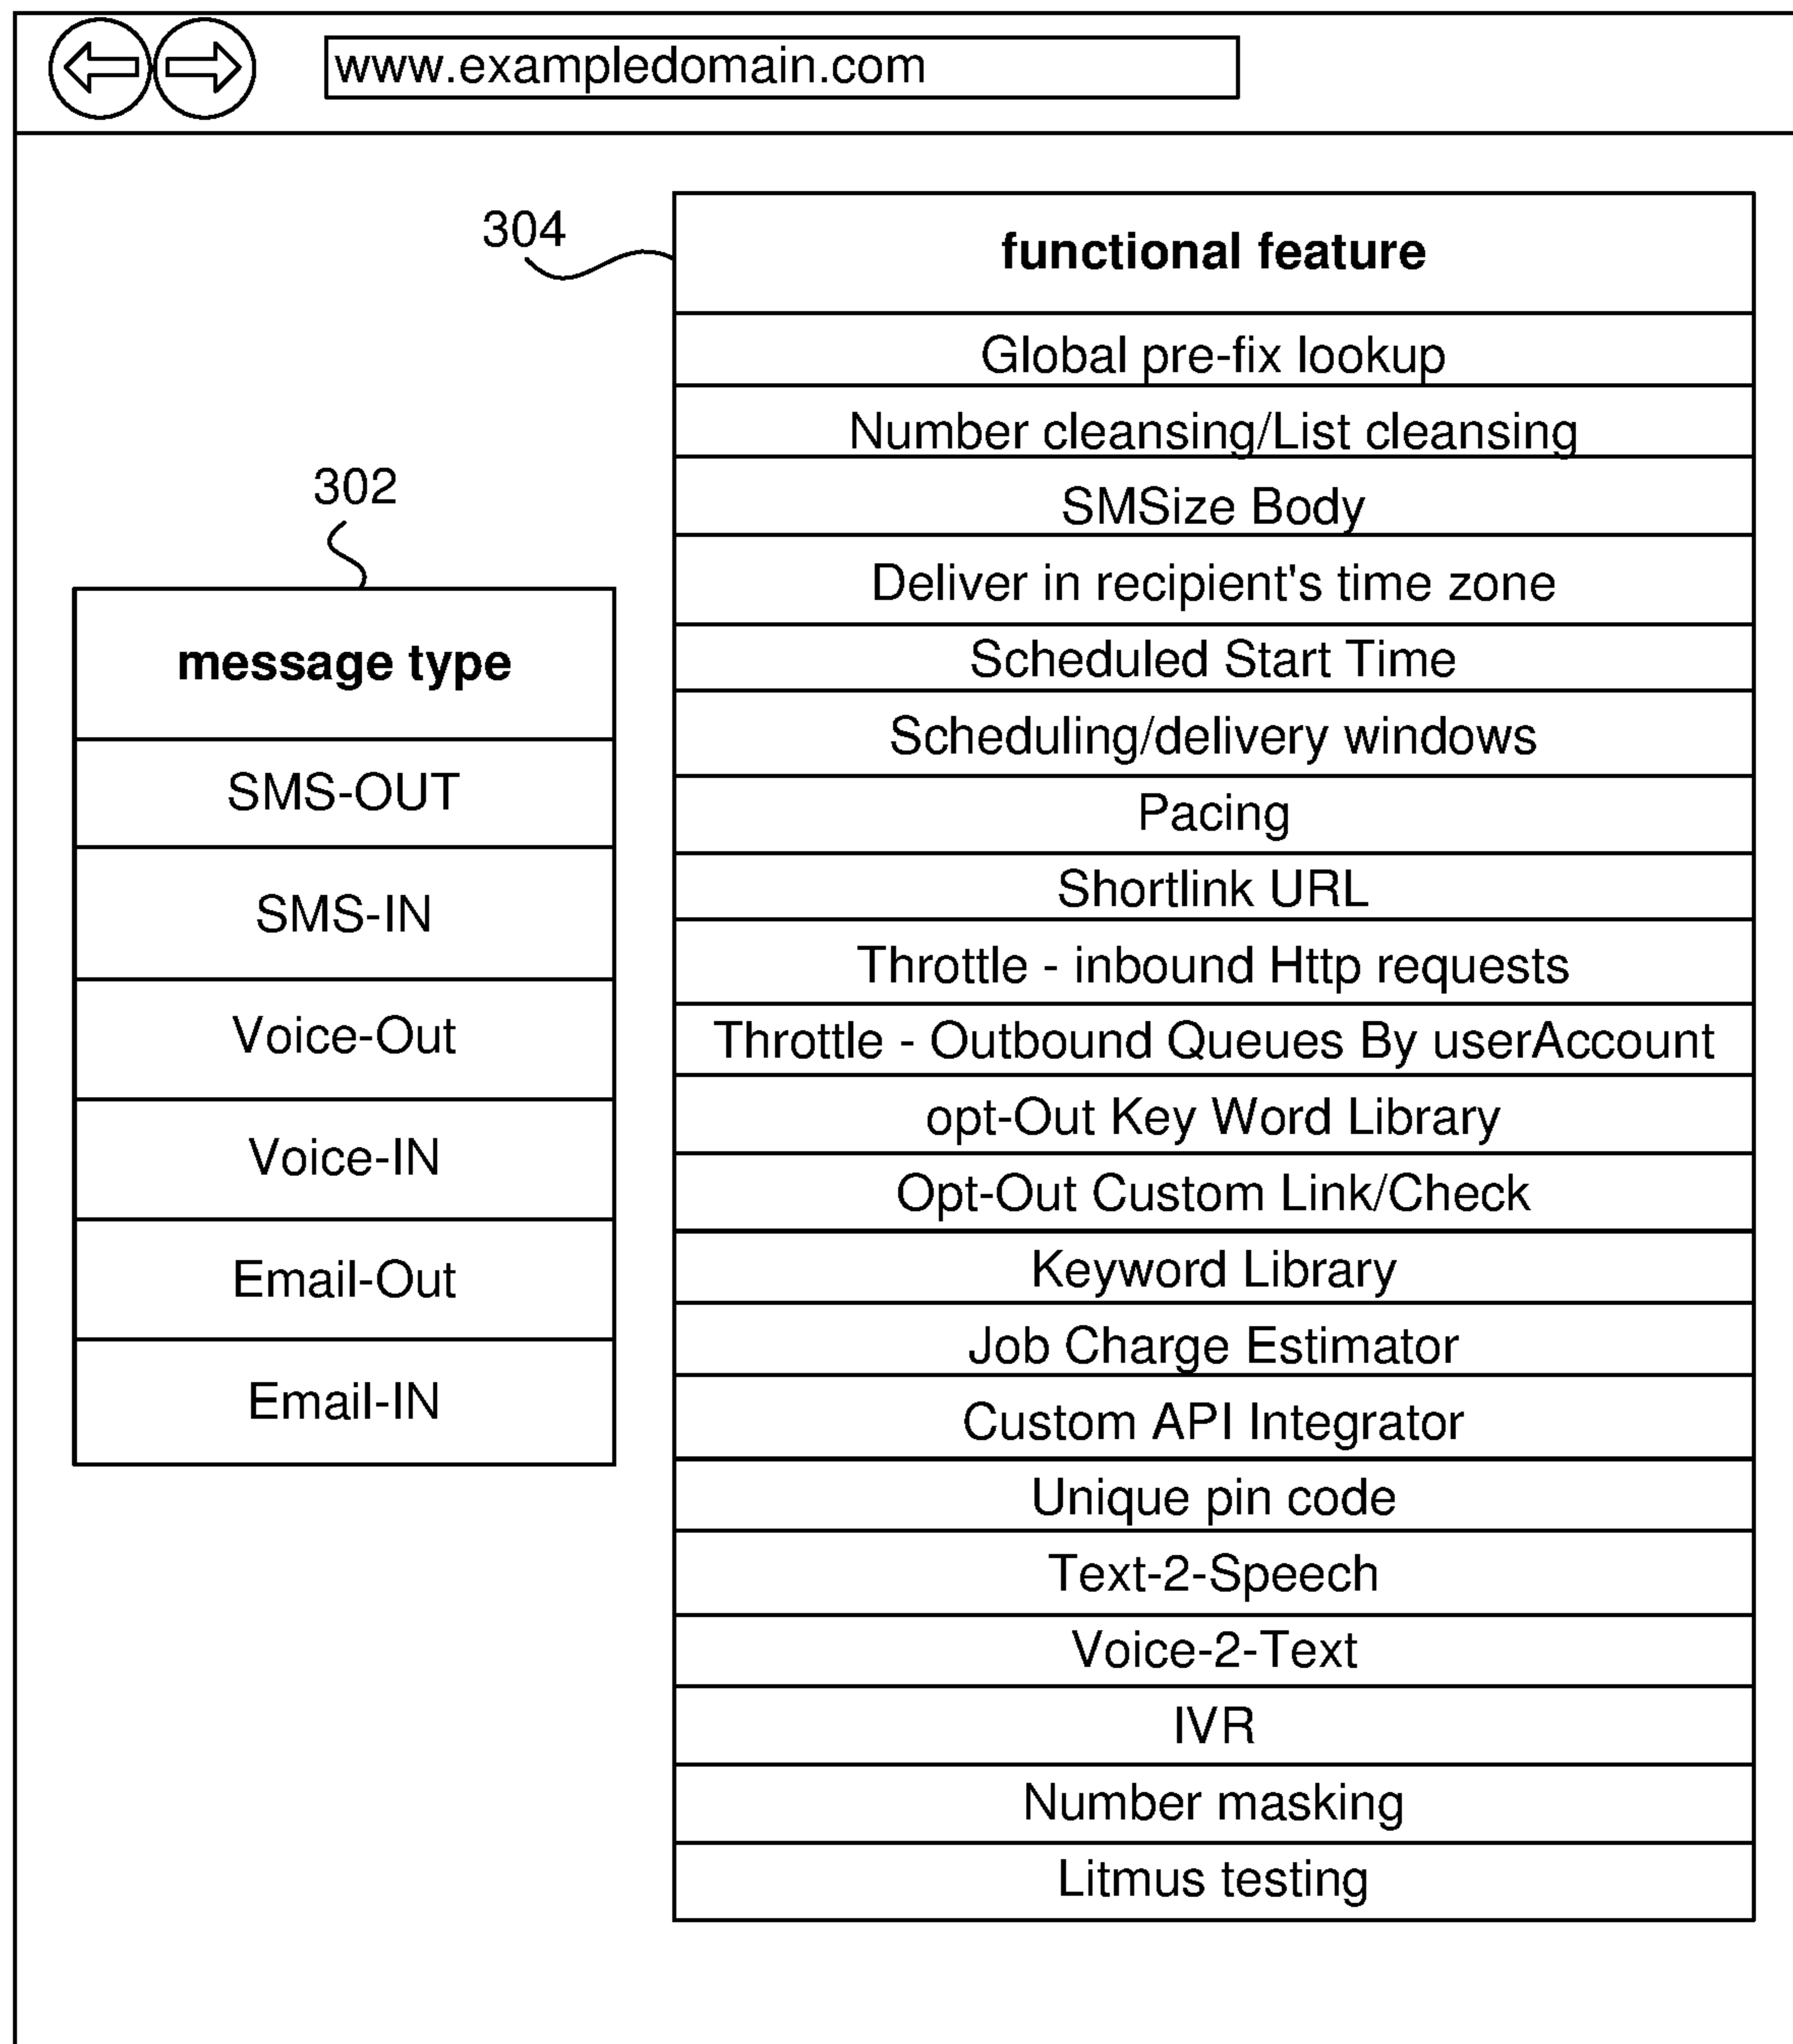 www.exampledomain.com
304
functional feature
Global pre-fix lookup
Number cleansing/List cleansing
SMSize Body
Deliver in recipient's time zone
Scheduled Start Time
Scheduling/delivery windows
Pacing
Shortlink URL
Throttle - inbound Http requests
Throttle - Outbound Queues By userAccount
opt-Out Key Word Library
Opt-Out Custom Link/Check
Keyword Library
Job Charge Estimator
Custom API Integrator
Unique pin code
Text-2-Speech
Voice-2-Text
IVR
Number masking
Litmus testing
302
message type
SMS-OUT
SMS-IN
Voice-Out
Voice-IN
Email-Out
Email-IN